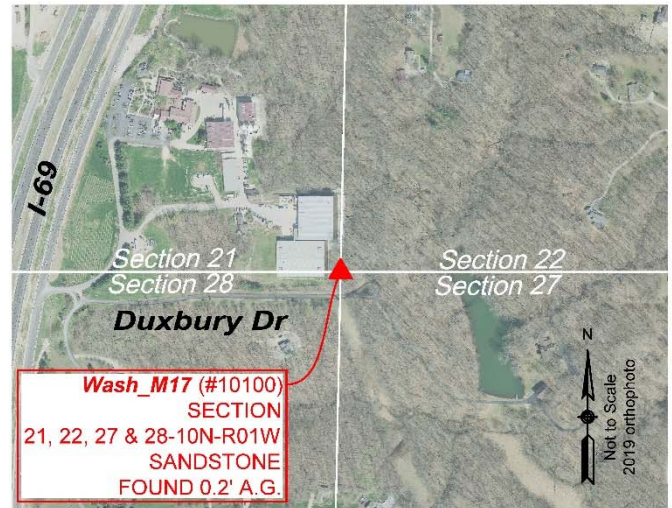 I-69
Section 21
Section 22
Section 28
Section 27
Duxbury Dr
Wash_M17 (#10100)
SECTION
21, 22, 27 & 28-10N-R01W
SANDSTONE
FOUND 0.2' A.G.
N
Not to Scale
2019 orthophoto